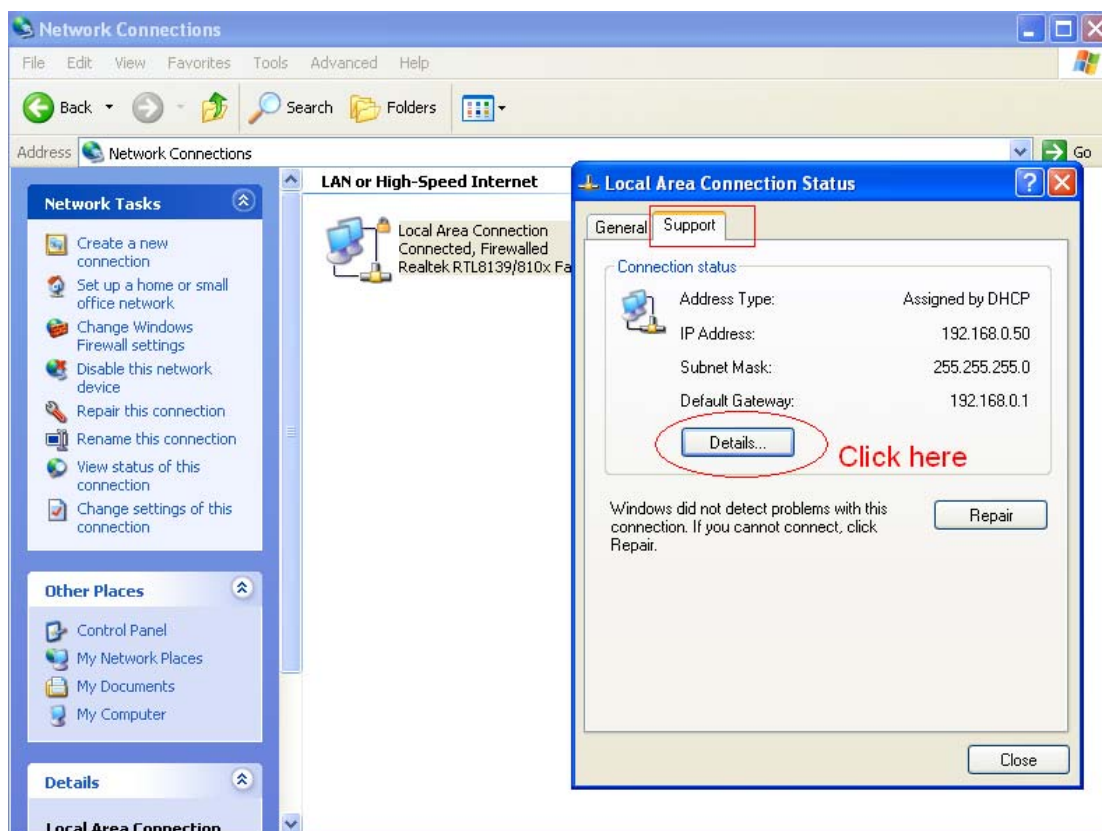 Network Connections
File Edit View Favorites Tools Advanced Help
Back Search Folders
Address Network Connections Go
Network Tasks
Create a new
connection
Set up a home or small
office network
Change Windows
Firewall settings
Disable this network
device
Repair this connection
Rename this connection
View status of this
connection
Change settings of this
connection
Other Places
Control Panel
My Network Places
My Documents
My Computer
Details
Local Area Connection
LAN or High-Speed Internet
Local Area Connection
Connected, Firewalled
Realtek RTL8139/810x Fa
Local Area Connection Status
General Support
Connection status
Address Type: Assigned by DHCP
IP Address: 192.168.0.50
Subnet Mask: 255.255.255.0
Default Gateway: 192.168.0.1
Details...
Click here
Windows did not detect problems with this
connection. If you cannot connect, click
Repair.
Repair
Close